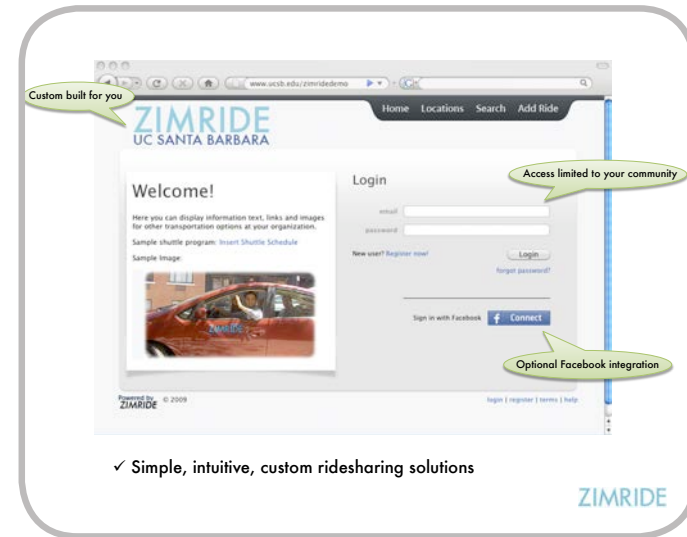 www.ucsb.edu/zimridedemo
Custom built for you
ZIMRIDE
UC SANTA BARBARA
Home Locations Search Add Ride
Welcome!
Here you can display information text, links and images
for other transportation options at your organization.
Sample shuttle program: Insert Shuttle Schedule
Sample Image:
ZIMRIDE
Login
Access limited to your community
email
password
New user? Register now!
Login
forgot password?
Sign in with Facebook
f Connect
Optional Facebook integration
Powered by
ZIMRIDE
© 2009
login | register | terms | help
✓ Simple, intuitive, custom ridesharing solutions
ZIMRIDE